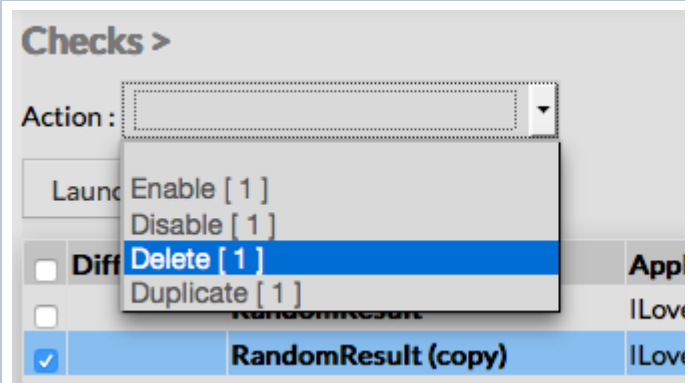 Checks >
Action :
Enable [ 1 ]
Disable [ 1 ]
Delete [ 1 ]
Duplicate [ 1 ]
Launc
Diff
Appl
RandomResult
ILove
RandomResult (copy)
ILove